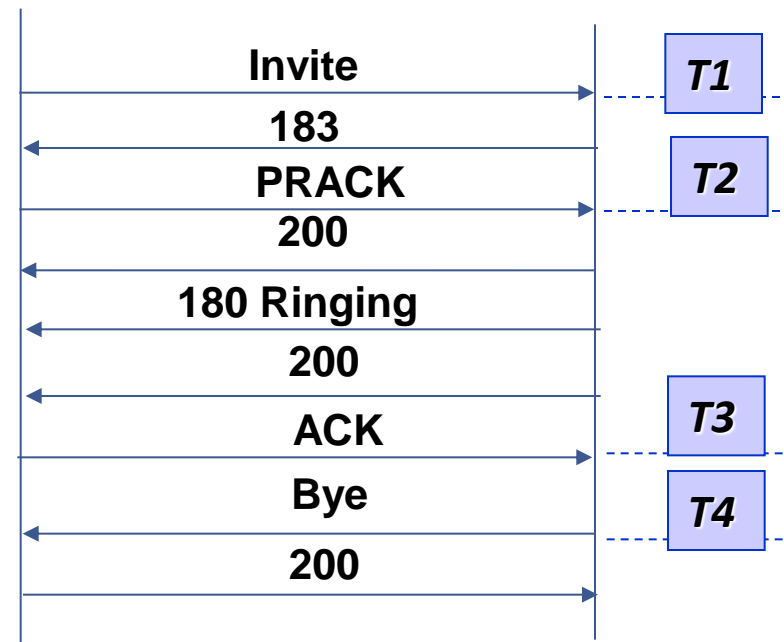 Invite
T1
183
PRACK
T2
200
180 Ringing
200
ACK
T3
Bye
T4
200